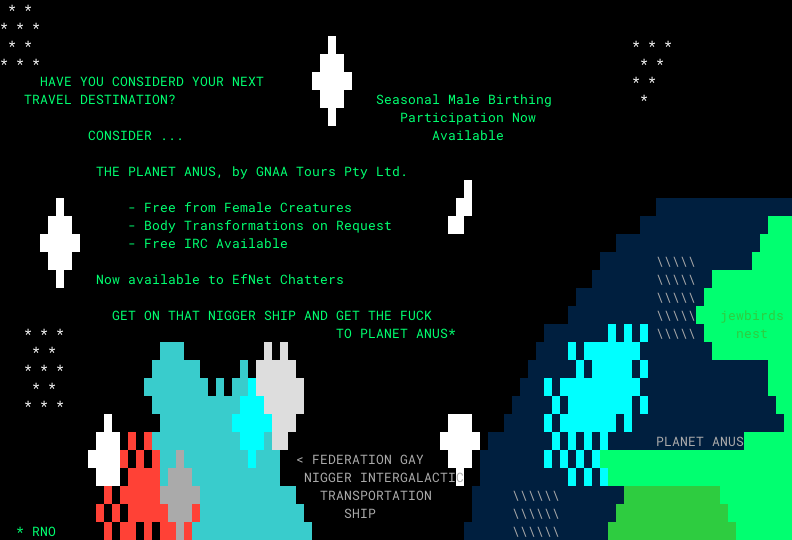 HAVE YOU CONSIDERD YOUR NEXT
TRAVEL DESTINATION?
CONSIDER ...
Seasonal Male Birthing
Participation Now
Available
THE PLANET ANUS, by GNAA Tours Pty Ltd.
- Free from Female Creatures
- Body Transformations on Request
- Free IRC Available
Now available to EfNet Chatters
GET ON THAT NIGGER SHIP AND GET THE FUCK
TO PLANET ANUS*
jewbirds
nest
PLANET ANUS
< FEDERATION GAY
NIGGER INTERGALACTIC
TRANSPORTATION
SHIP
* RNO